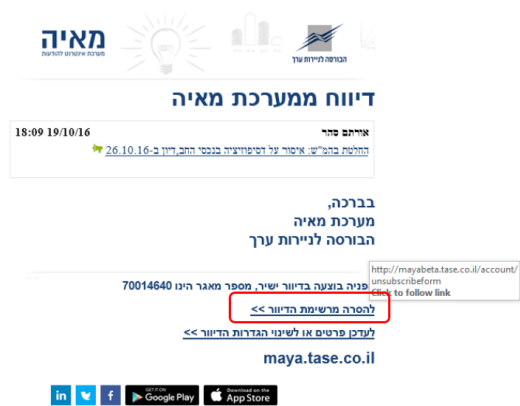 מאיה
מערכת אינטרנט להודעות
הבורסה לניירות ערך
דיווח ממערכת מאיה
אורתם סהר
18:09 19/10/16
החלטת בהמ"ש: איסור על דסיפוזיציה בנכסי החב,דיון ב-26.10.16
בברכה,
מערכת מאיה
הבורסה לניירות ערך
http://mayabeta.tase.co.il/account/
unsubscribeform
Click to follow link
פניה בוצעה בדיוור ישיר, מספר מאגר הינו 70014640
להסרה מרשימת הדיוור >>
לעדכן פרטים או לשינוי הגדרות הדיוור >>
maya.tase.co.il
in
f
GET IT ON
Google Play
Download on the
App Store